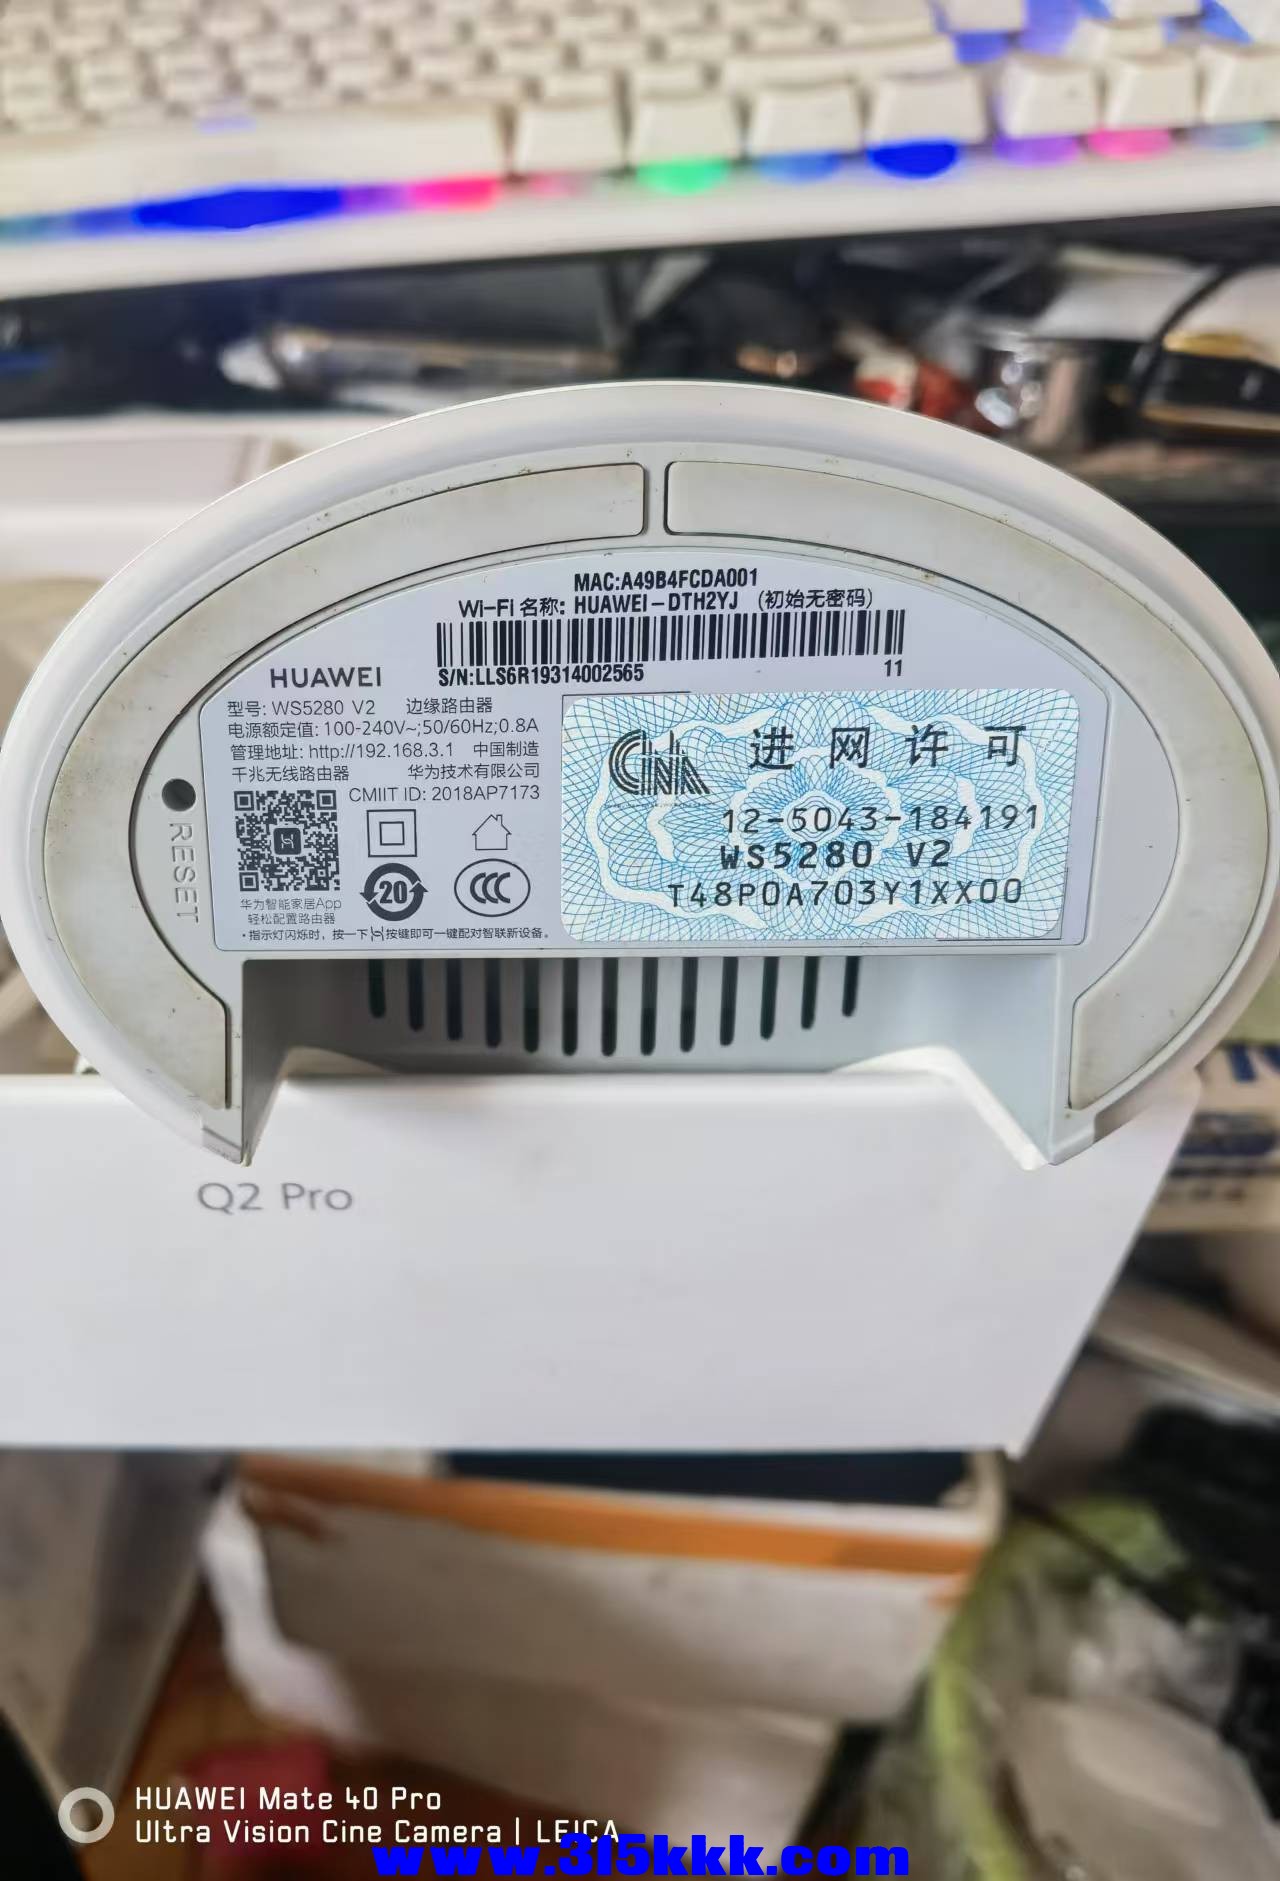 MAC:A49B4FCDA001
Wi-Fi 名称: HUAWEI-DTH2YJ (初始无密码)
S/N:LLS6R19314002565 11
HUAWEI
型号: WS5280 V2 边缘路由器
电源额定值: 100-240V~;50/60Hz;0.8A
管理地址: http://192.168.3.1 中国制造
千兆无线路由器 华为技术有限公司
CMIIT ID: 2018AP7173
RESET
20
CCC
华为智能家居App
轻松配置路由器
·指示灯闪烁时，按一下 按键即可一键配对智联新设备。
CNA 进网许可
12-5043-184191
WS5280 V2
T48P0A703Y1XX00
Q2 Pro
HUAWEI Mate 40 Pro
Ultra Vision Cine Camera | LEICA
www.315kkk.com